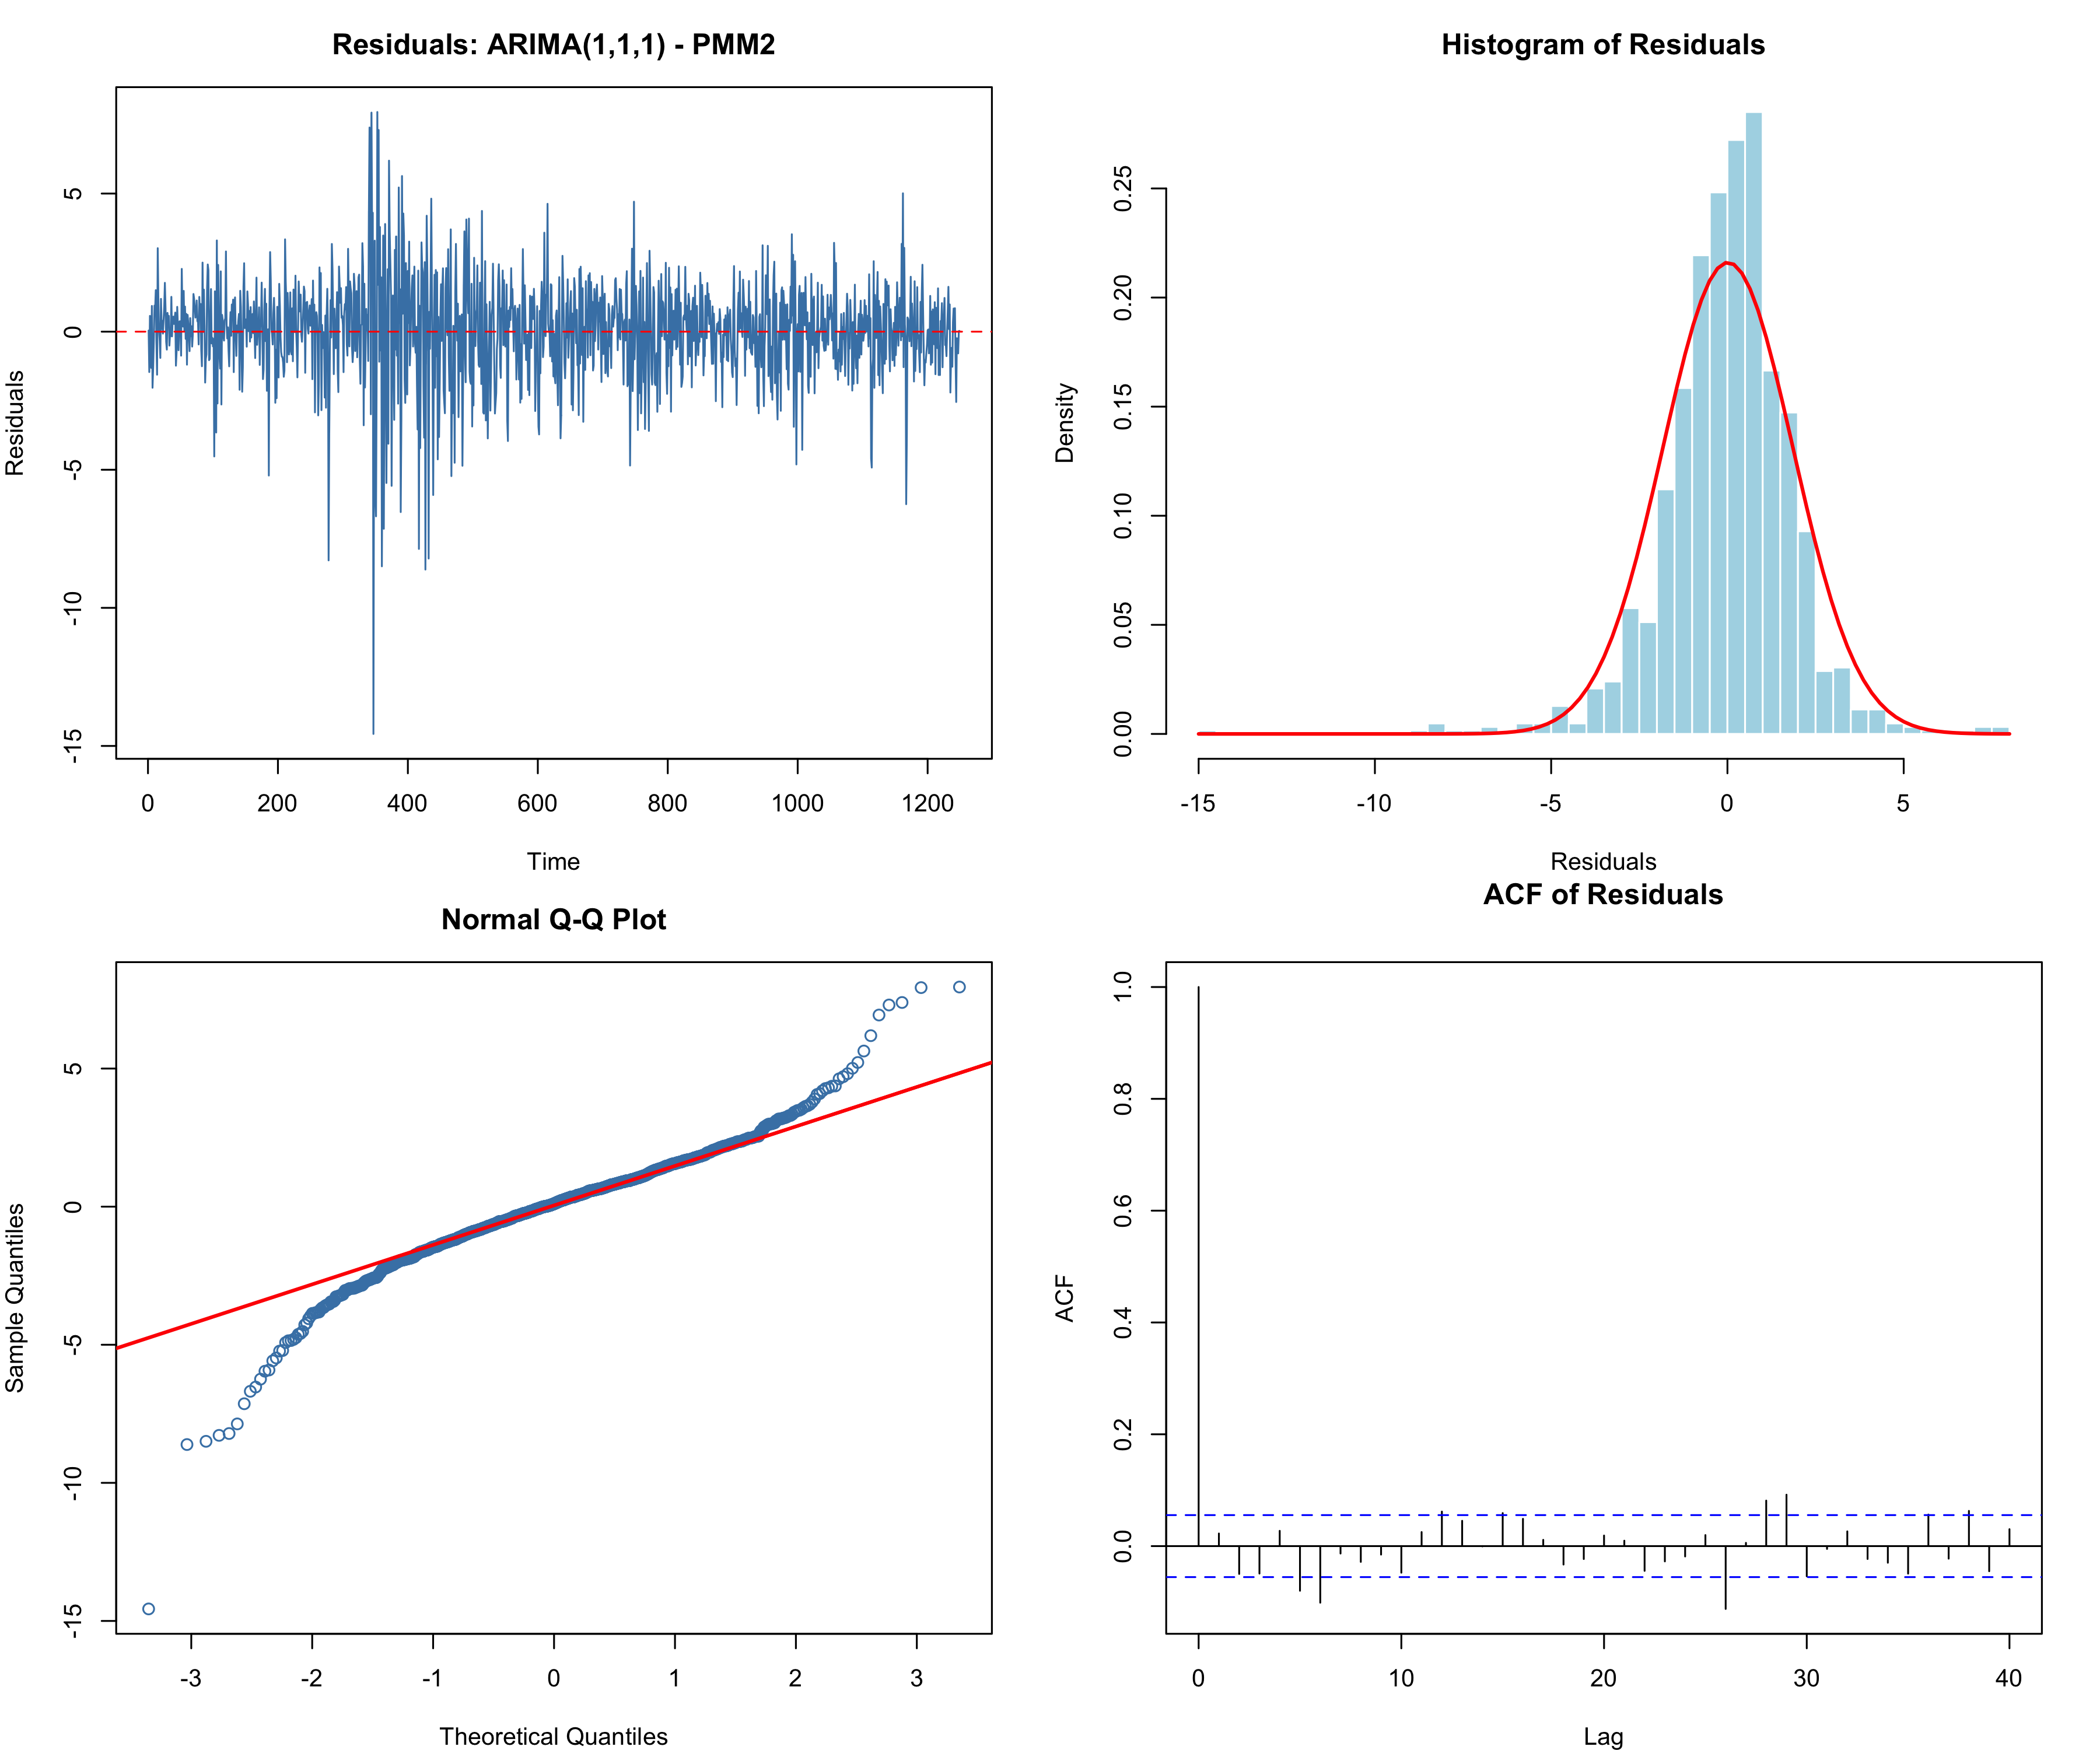 Residuals: ARIMA(1,1,1) - PMM2
Residuals
5
0
-5
-10
-15
0 200 400 600 800 1000 1200
Time
Histogram of Residuals
Density
0.25
0.20
0.15
0.10
0.05
0.00
-15 -10 -5 0 5
Residuals
Normal Q-Q Plot
Sample Quantiles
5
0
-5
-10
-15
-3 -2 -1 0 1 2 3
Theoretical Quantiles
ACF of Residuals
ACF
1.0
0.8
0.6
0.4
0.2
0.0
0 10 20 30 40
Lag